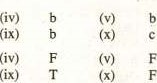 (iv) b (v) b
(ix) b (x) c
(iv) F (v) F
(ix) T (x) F